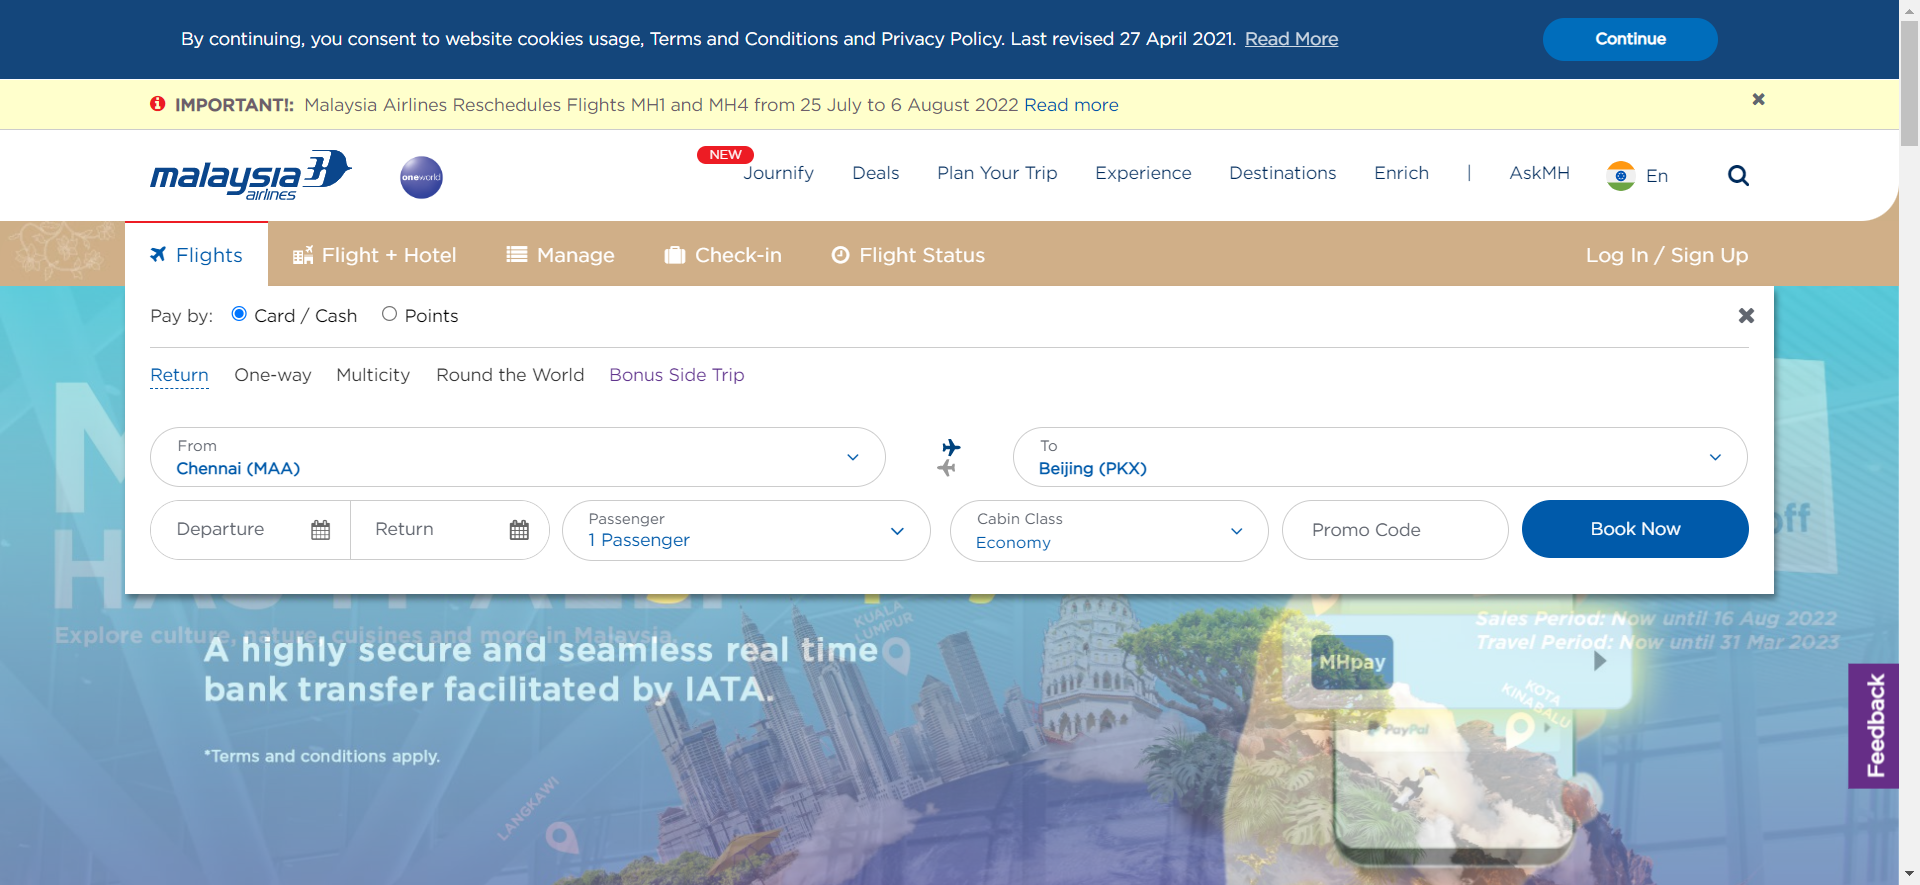 By continuing, you consent to website cookies usage, Terms and Conditions and Privacy Policy. Last revised 27 April 2021. Read More
Continue
IMPORTANT!: Malaysia Airlines Reschedules Flights MH1 and MH4 from 25 July to 6 August 2022 Read more
malaysia airlines
oneworld
NEW
Journify Deals Plan Your Trip Experience Destinations Enrich | AskMH En
Flights Flight + Hotel Manage Check-in Flight Status Log In / Sign Up
Pay by: Card / Cash Points
Return One-way Multicity Round the World Bonus Side Trip
From
Chennai (MAA)
To
Beijing (PKX)
Departure
Return
Passenger
1 Passenger
Cabin Class
Economy
Promo Code
Book Now
off
Explore culture, nature, cuisines and more in Malaysia.
A highly secure and seamless real time
bank transfer facilitated by IATA.
*Terms and conditions apply.
KUALA
LUMPUR
LANGKAWI
Sales Period: Now until 16 Aug 2022
Travel Period: Now until 31 Mar 2023
MHpay
KOTA
KINABALU
PayPal
Feedback